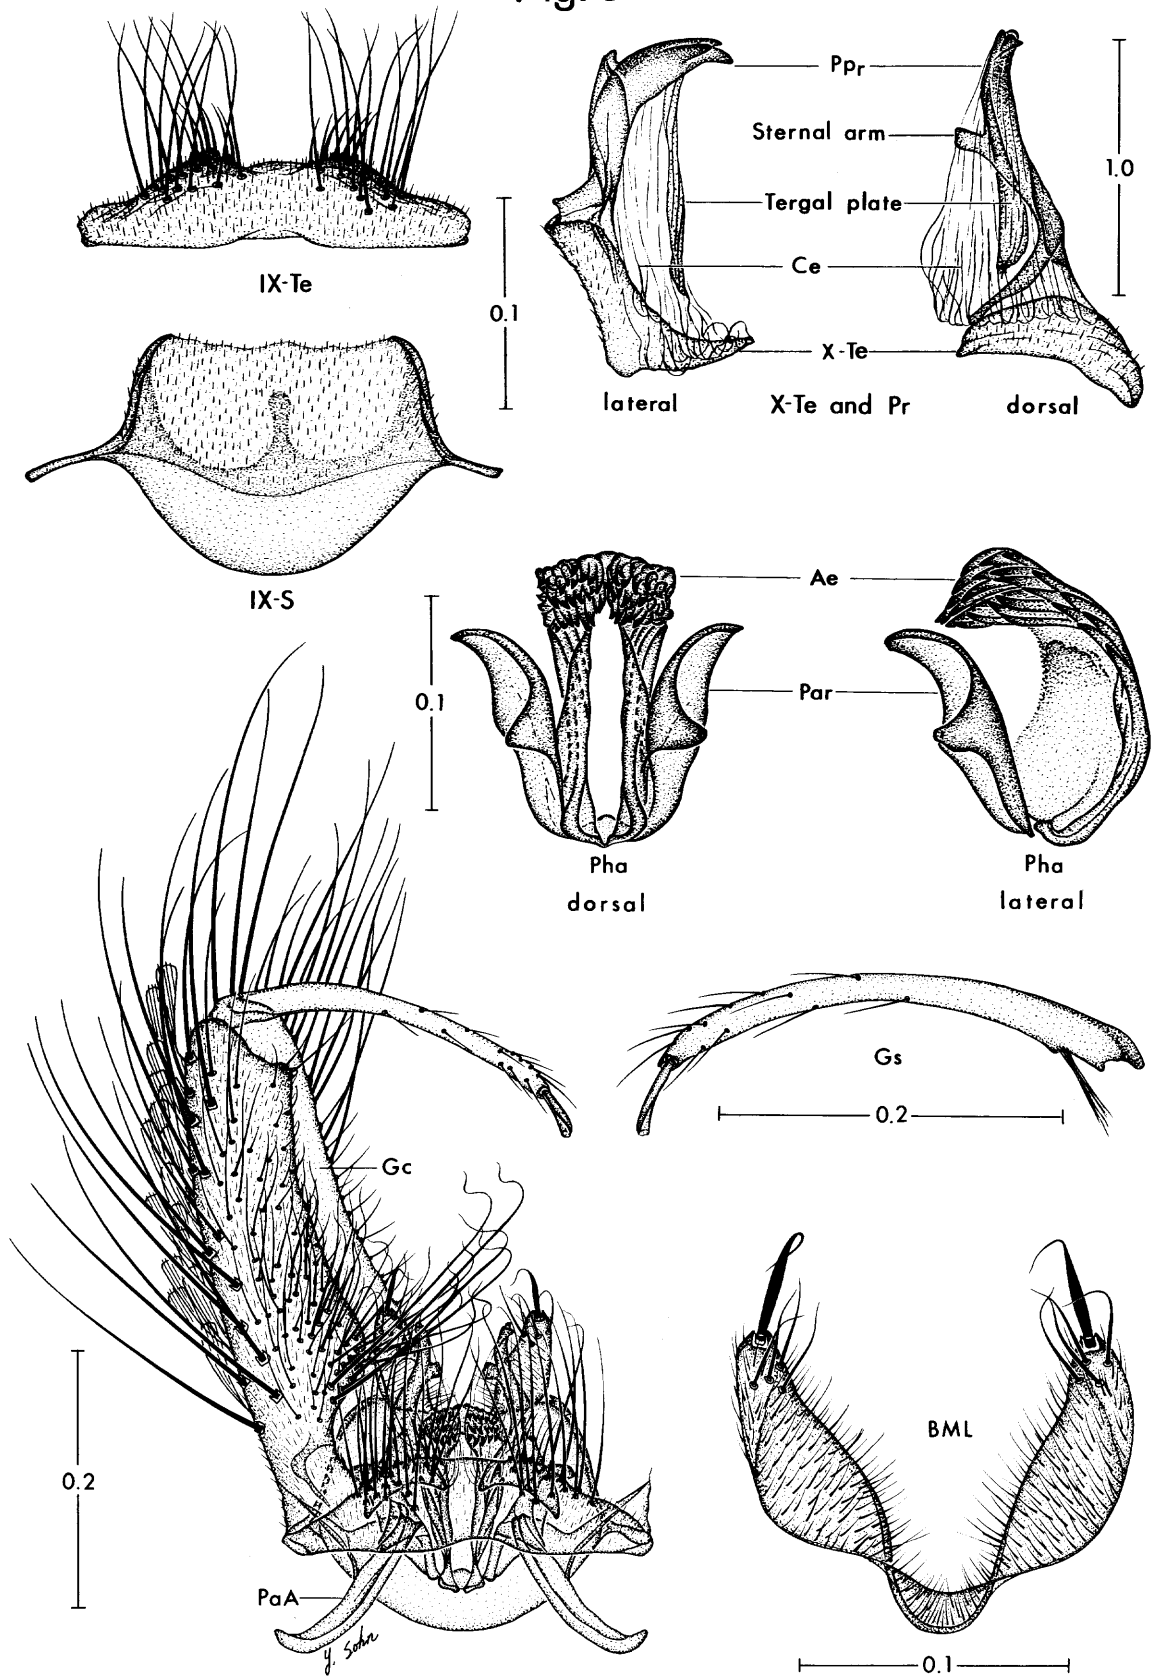 Ppr
Sternal arm
1.0
Tergal plate
IX-Te
Ce
0.1
X-Te
lateral
X-Te and Pr
dorsal
IX-S
Ae
0.1
Par
Pha
dorsal
Pha
lateral
Gs
0.2
Gc
BML
0.2
PaA
Y. Sohn
0.1